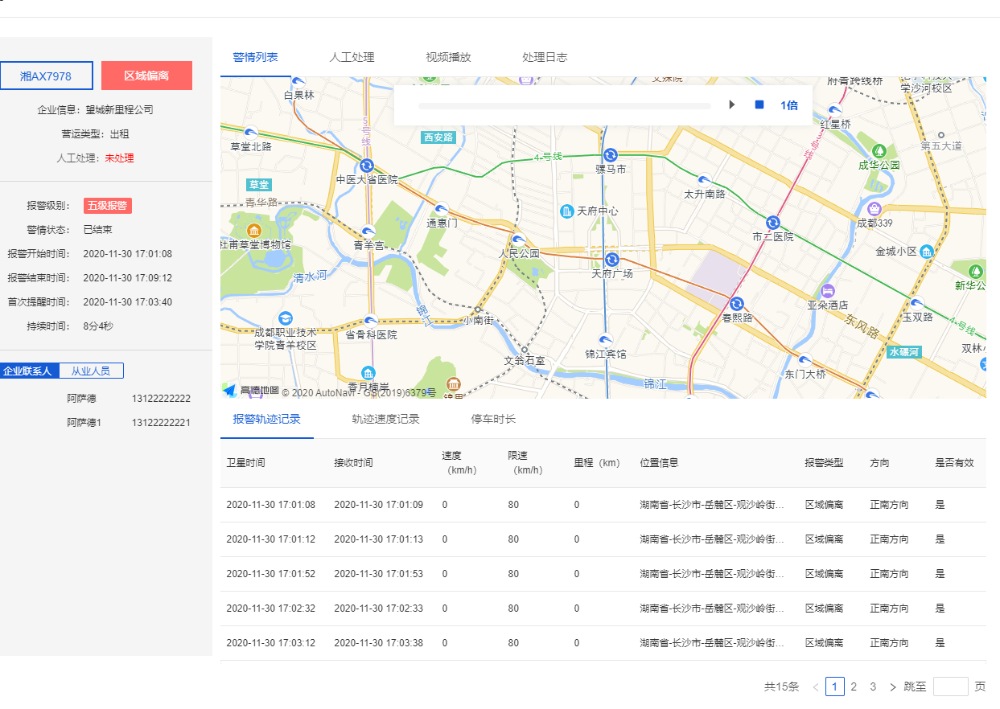 湘AX7978
区域偏离
企业信息：望城新里程公司
营运类型：出租
人工处理：未处理
报警级别：五级报警
警情状态：已结束
报警开始时间：2020-11-30 17:01:08
报警结束时间：2020-11-30 17:09:12
首次提醒时间：2020-11-30 17:03:40
持续时间：8分4秒
企业联系人 从业人员
阿萨德 13122222222
阿萨德1 13122222221
警情列表 人工处理 视频播放 处理日志
1倍
白果林
府青跨线桥
学沙河校区
红星桥
5号线
西安路
草堂北路
4-号线
3-号线
第五大道
成华公园
中医大省医院
骡马市
草堂
青华路
太升南路
天府中心
通惠门
成都339
杜甫草堂博物馆
青羊宫
市二医院
人民公园
金城小区
清水河
天府广场
新华公
亚朵酒店
锦江
小南街
春熙路
玉双路
东风路
4-号线
成都职业技术
学院青羊校区
省骨科医院
双林
文翁石室
锦江宾馆
水碾河
东门大桥
锦江
香月楠岸
锦里
高德地图 © 2020 AutoNavi - GS(2019)6379号
报警轨迹记录 轨迹速度记录 停车时长
卫星时间 接收时间 速度（km/h） 限速（km/h） 里程（km） 位置信息 报警类型 方向 是否有效
2020-11-30 17:01:08 2020-11-30 17:01:09 0 80 0 湖南省-长沙市-岳麓区-观沙岭街... 区域偏离 正南方向 是
2020-11-30 17:01:12 2020-11-30 17:01:13 0 80 0 湖南省-长沙市-岳麓区-观沙岭街... 区域偏离 正南方向 是
2020-11-30 17:01:52 2020-11-30 17:01:53 0 80 0 湖南省-长沙市-岳麓区-观沙岭街... 区域偏离 正南方向 是
2020-11-30 17:02:32 2020-11-30 17:02:33 0 80 0 湖南省-长沙市-岳麓区-观沙岭街... 区域偏离 正南方向 是
2020-11-30 17:03:12 2020-11-30 17:03:38 0 80 0 湖南省-长沙市-岳麓区-观沙岭街... 区域偏离 正南方向 是
共15条 < 1 2 3 > 跳至 页